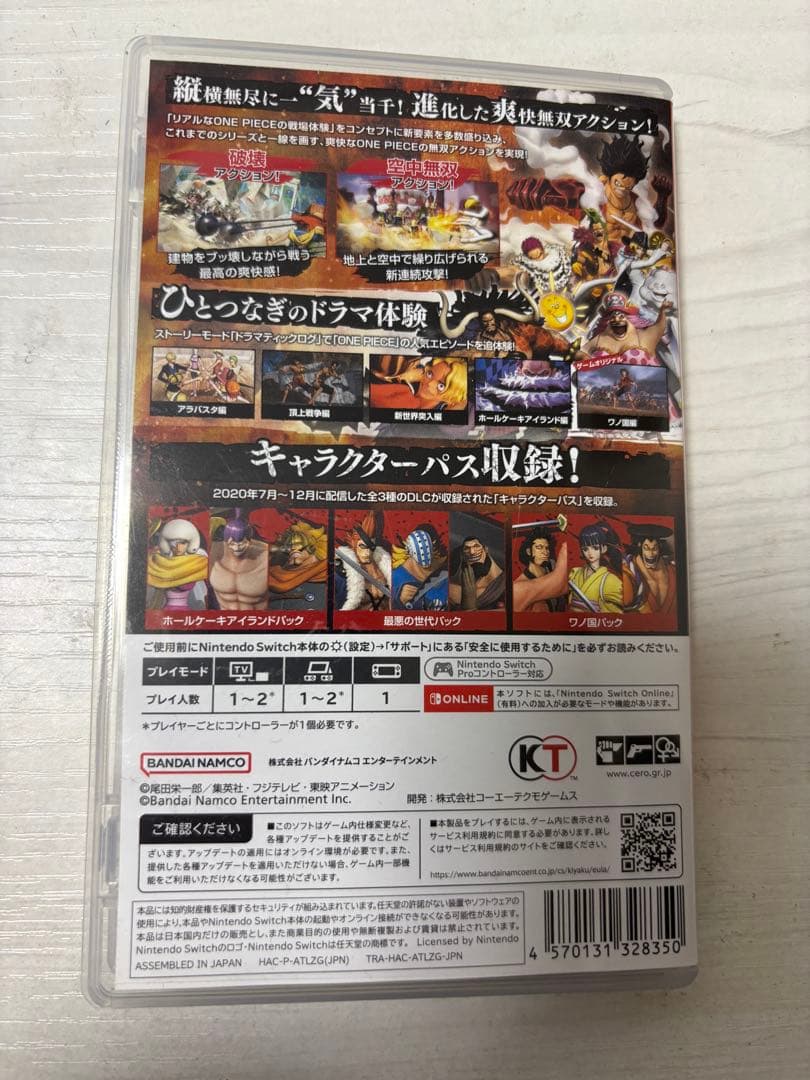 縦横無尽に一“気”当千！進化した爽快無双アクション！
「リアルなONE PIECEの戦場体験」をコンセプトに新要素を多数盛り込み、
これまでのシリーズと一線を画す、爽快なONE PIECEの無双アクションを実現！
破壊
アクション！
空中無双
アクション！
建物をブッ壊しながら戦う
最高の爽快感！
地上と空中で繰り広げられる
新連続攻撃！
ひとつなぎのドラマ体験
ストーリーモード「ドラマティックログ」で「ONE PIECE」の人気エピソードを追体験！
ゲームオリジナル
アラバスタ編
頂上戦争編
新世界突入編
ホールケーキアイランド編
ワノ国編
キャラクターパス収録！
2020年7月～12月に配信した全3種のDLCが収録された「キャラクターパス」を収録。
ホールケーキアイランドパック
最悪の世代パック
ワノ国パック
ご使用前にNintendo Switch本体の(設定)→「サポート」にある「安全に使用するために」を必ずお読みください。
プレイモード
TV
Nintendo Switch
Proコントローラー対応
プレイ人数
1～2*
1～2*
1
ONLINE
本ソフトには、「Nintendo Switch Online」
(有料)への加入が必要なモードや機能があります。
*プレイヤーごとにコントローラーが1個必要です。
BANDAI NAMCO
株式会社 バンダイナムコ エンターテインメント
KT
TM
www.cero.gr.jp
©尾田栄一郎／集英社・フジテレビ・東映アニメーション
©Bandai Namco Entertainment Inc.
開発：株式会社コーエーテクモゲームス
ご確認ください
■このソフトはゲーム内仕様変更など、
各種アップデートを提供することがご
ざいます。アップデートの適用にはオンライン環境が必要です。また、
提供した各種アップデートを適用いただけない場合、ゲーム内一部機
能をご利用いただけなくなる可能性がございます。
■本製品をプレイするには、ゲーム内に表示される
サービス利用規約に同意する必要があります。詳し
くはサービス利用規約のサイトをご確認ください。
https://www.bandainamcoent.co.jp/cs/kiyaku/eula/
本品には知的財産権を保護するセキュリティが組み込まれています。任天堂の許諾がない装置やソフトウェアの
使用により、本品やNintendo Switch本体の起動やオンライン接続ができなくなる可能性があります。
本品は日本国内だけの販売とし、また商業目的の使用や無断複製および賃貸は禁止されています。
Nintendo Switchのロゴ・Nintendo Switchは任天堂の商標です。 Licensed by Nintendo
ASSEMBLED IN JAPAN HAC-P-ATLZG(JPN) TRA-HAC-ATLZG-JPN
4 570131 328350